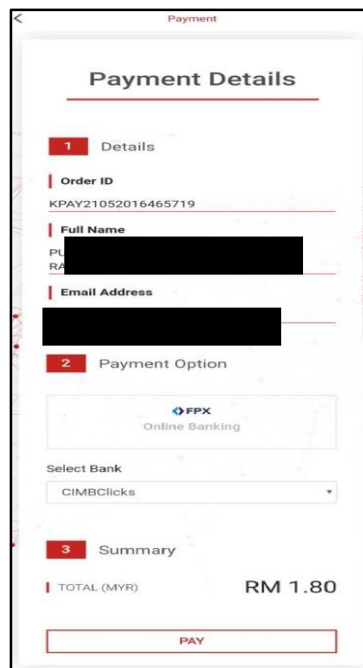 Payment
Payment Details
1 Details
Order ID
KPAY21052016465719
Full Name
PU
RA
Email Address
2 Payment Option
FPX
Online Banking
Select Bank
CIMBClicks
3 Summary
TOTAL (MYR) RM 1.80
PAY